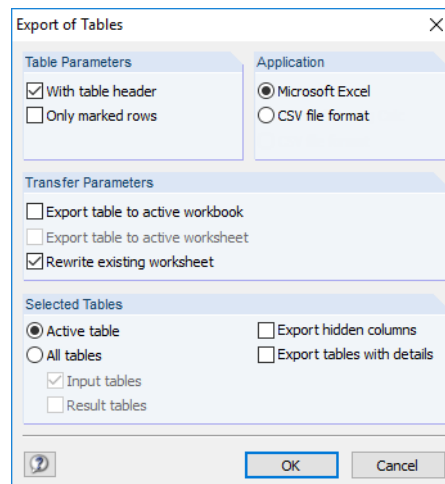 Export of Tables
Table Parameters
With table header
Only marked rows
Application
Microsoft Excel
CSV file format
Transfer Parameters
Export table to active workbook
Export table to active worksheet
Rewrite existing worksheet
Selected Tables
Active table
All tables
Input tables
Result tables
Export hidden columns
Export tables with details
OK
Cancel